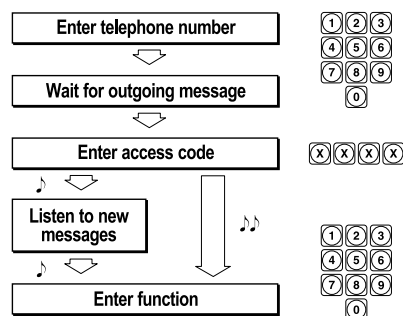 Enter telephone number
1 2 3
4 5 6
7 8 9
0
Wait for outgoing message
Enter access code
X X X X
Listen to new
messages
1 2 3
4 5 6
7 8 9
0
Enter function